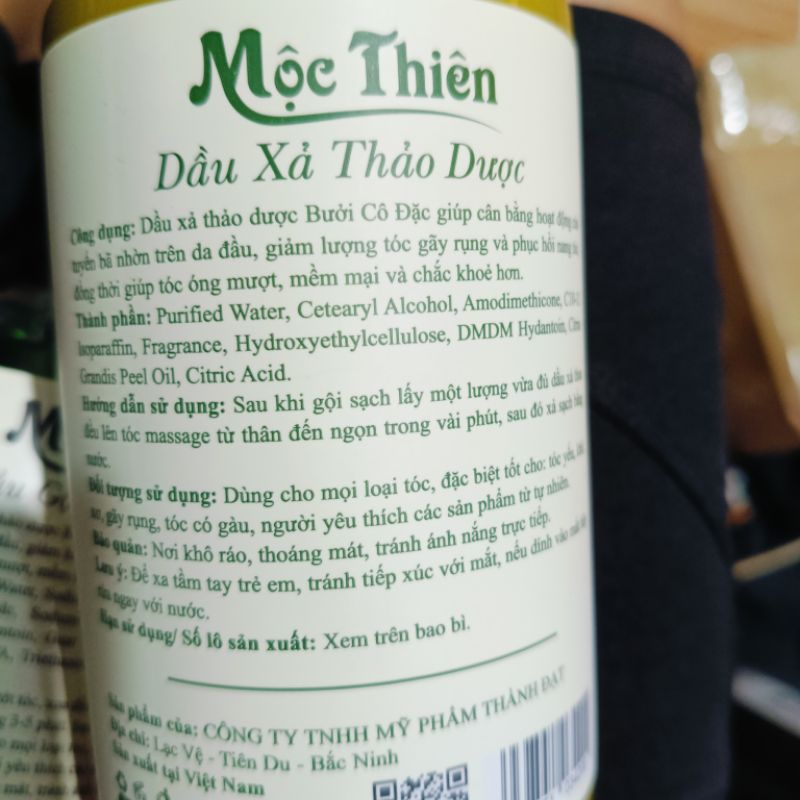 Mộc Thiên
Dầu Xả Thảo Dược
Công dụng: Dầu xả thảo dược Bưởi Cô Đặc giúp cân bằng hoạt động
tuyến bã nhờn trên da đầu, giảm lượng tóc gãy rụng và phục hồi
đồng thời giúp tóc óng mượt, mềm mại và chắc khoẻ hơn.
Thành phần: Purified Water, Cetearyl Alcohol, Amodimethicone,
Isoparaffin, Fragrance, Hydroxyethylcellulose, DMDM Hydantoin,
Grandis Peel Oil, Citric Acid.
Hướng dẫn sử dụng: Sau khi gội sạch lấy một lượng vừa đủ dầu xả
đều lên tóc massage từ thân đến ngọn trong vài phút, sau đó xả sạch bằng
nước.
Đối tượng sử dụng: Dùng cho mọi loại tóc, đặc biệt tốt cho: tóc yếu,
xơ, gãy rụng, tóc có gàu, người yêu thích các sản phẩm từ tự nhiên.
Bảo quản: Nơi khô ráo, thoáng mát, tránh ánh nắng trực tiếp.
Lưu ý: Để xa tầm tay trẻ em, tránh tiếp xúc với mắt, nếu dính vào mắt
ngay với nước.
Hạn sử dụng/ Số lô sản xuất: Xem trên bao bì.
Sản phẩm của: CÔNG TY TNHH MỸ PHẨM THÀNH ĐẠT
Địa chỉ: Lạc Vệ - Tiên Du - Bắc Ninh
Sản xuất tại Việt Nam